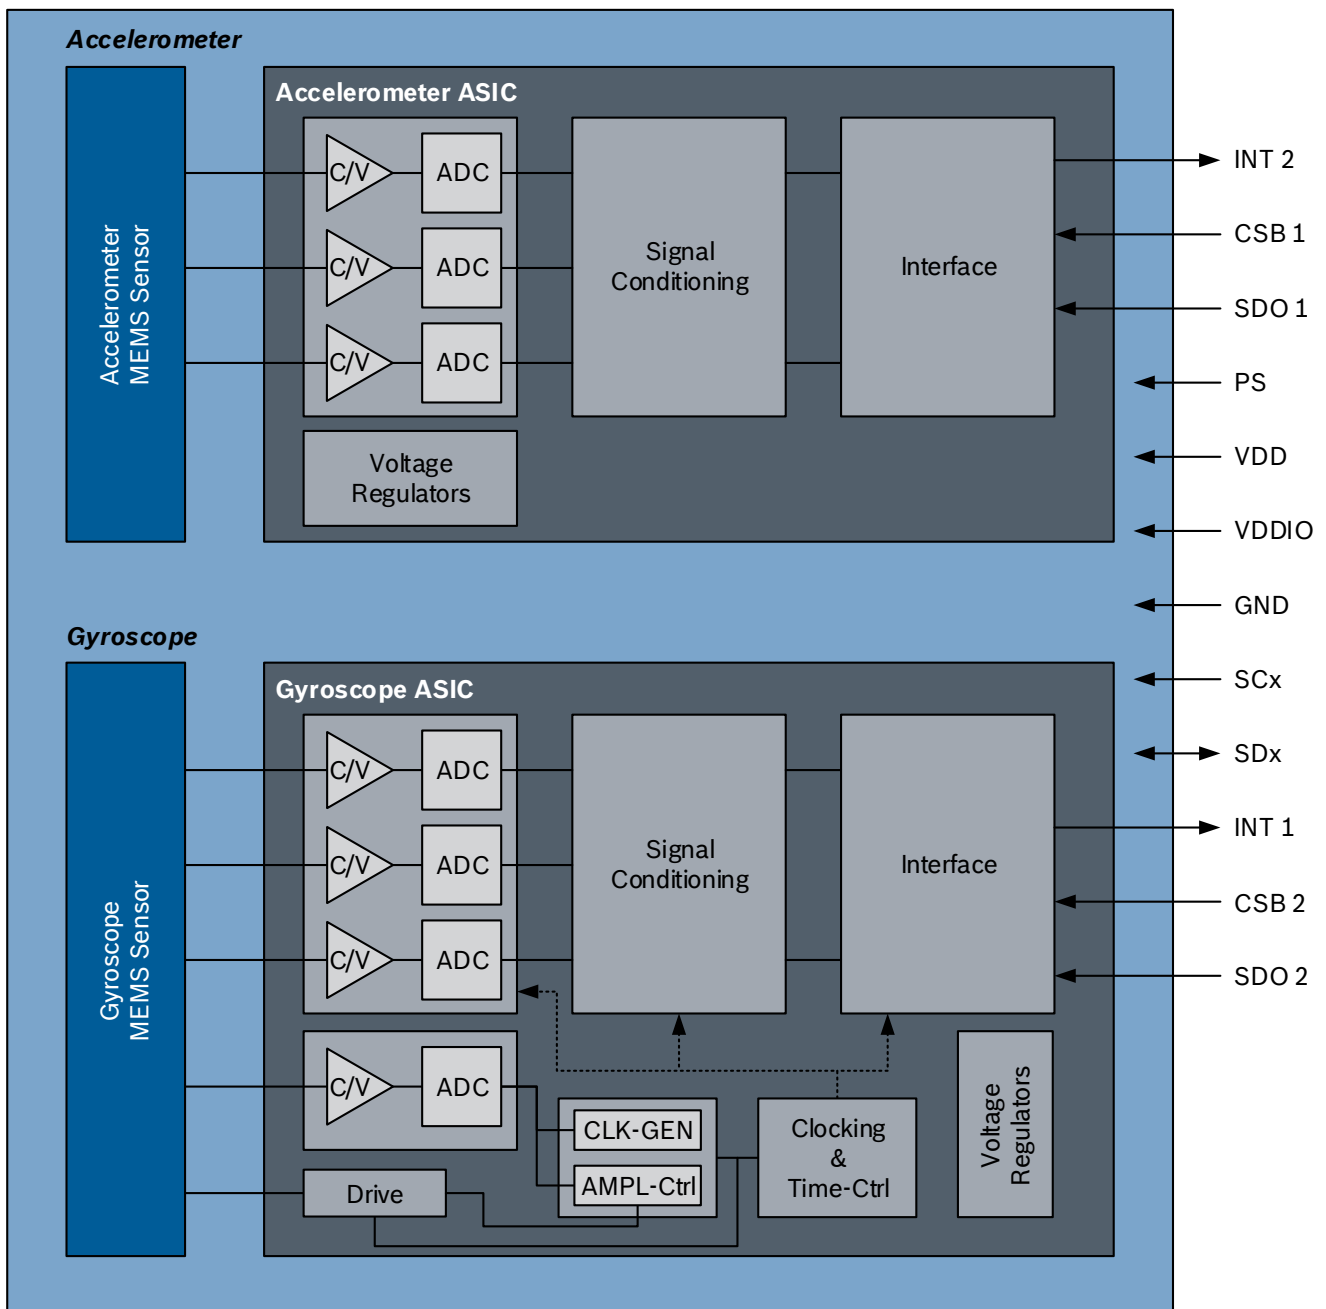 Accelerometer
Accelerometer
MEMS Sensor
Accelerometer ASIC
C/V
ADC
C/V
ADC
C/V
ADC
Voltage
Regulators
Signal
Conditioning
Interface
INT 2
CSB 1
SDO 1
PS
VDD
VDDIO
GND
SCx
SDx
INT 1
CSB 2
SDO 2
Gyroscope
Gyroscope
MEMS Sensor
Gyroscope ASIC
C/V
ADC
C/V
ADC
C/V
ADC
Signal
Conditioning
Interface
C/V
ADC
Drive
CLK-GEN
AMPL-Ctrl
Clocking
&
Time-Ctrl
Voltage
Regulators